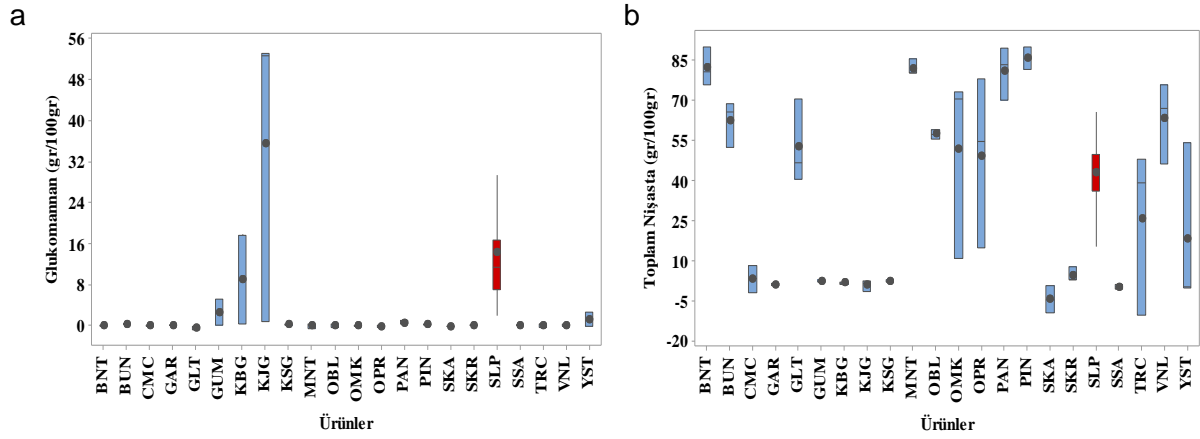 a
Glukomannan (gr/100gr)
56
48
40
32
24
16
8
0
BNT BUN CMC GAR GLT GUM KBG KJG KSG MNT OBL OMK OPR PAN PIN SKA SKR SLP SSA TRC VNL YST
Ürünler
b
Toplam Nişasta (gr/100gr)
85
70
55
40
25
10
-5
-20
BNT BUN CMC GAR GLT GUM KBG KJG KSG MNT OBL OMK OPR PAN PIN SKA SKR SLP SSA TRC VNL YST
Ürünler